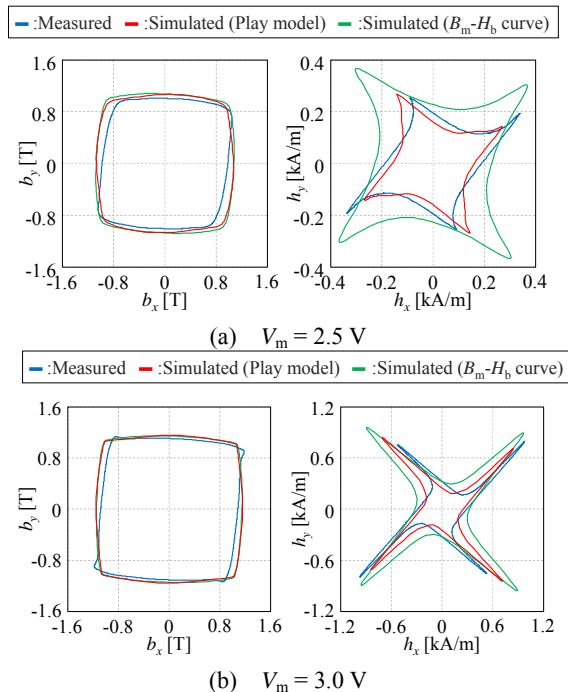 :Measured :Simulated (Play model) :Simulated (Bm-Hb curve)
1.6
0.8
0
-0.8
-1.6
by [T]
-1.6 -0.8 0 0.8 1.6
bx [T]
0.4
0.2
0
-0.2
-0.4
hy [kA/m]
-0.4 -0.2 0 0.2 0.4
hx [kA/m]
(a) Vm = 2.5 V
:Measured :Simulated (Play model) :Simulated (Bm-Hb curve)
1.6
0.8
0
-0.8
-1.6
by [T]
-1.6 -0.8 0 0.8 1.6
bx [T]
1.2
0.6
0
-0.6
-1.2
hy [kA/m]
-1.2 -0.6 0 0.6 1.2
hx [kA/m]
(b) Vm = 3.0 V